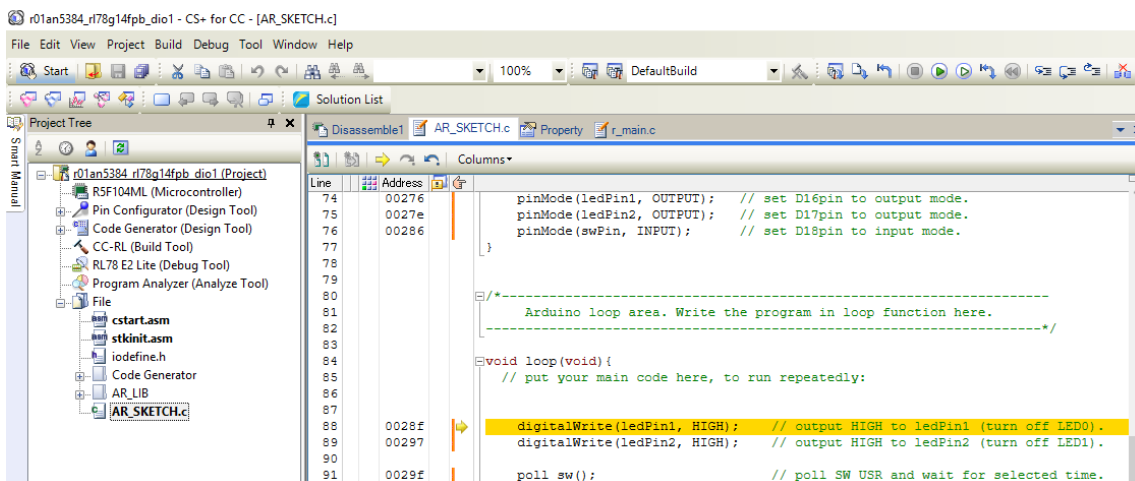 r01an5384_rl78g14fpb_dio1 - CS+ for CC - [AR_SKETCH.c]
File Edit View Project Build Debug Tool Window Help
Start 100% DefaultBuild
Solution List
Project Tree
Smart Manual
r01an5384_rl78g14fpb_dio1 (Project)
R5F104ML (Microcontroller)
Pin Configurator (Design Tool)
Code Generator (Design Tool)
CC-RL (Build Tool)
RL78 E2 Lite (Debug Tool)
Program Analyzer (Analyze Tool)
File
cstart.asm
stkinit.asm
iodefine.h
Code Generator
AR_LIB
AR_SKETCH.c
Disassemble1 AR_SKETCH.c Property r_main.c
Columns
Line Address
74 00276 pinMode(ledPin1, OUTPUT); // set D16pin to output mode.
75 0027e pinMode(ledPin2, OUTPUT); // set D17pin to output mode.
76 00286 pinMode(swPin, INPUT); // set D18pin to input mode.
77 }
78
79
80 /*---------------------------------------------------------------------
81 Arduino loop area. Write the program in loop function here.
82 ----------------------------------------------------------------------*/
83
84 void loop(void){
85 // put your main code here, to run repeatedly:
86
87
88 0028f digitalWrite(ledPin1, HIGH); // output HIGH to ledPin1 (turn off LED0).
89 00297 digitalWrite(ledPin2, HIGH); // output HIGH to ledPin2 (turn off LED1).
90
91 0029f poll_sw(); // poll SW_USR and wait for selected time.